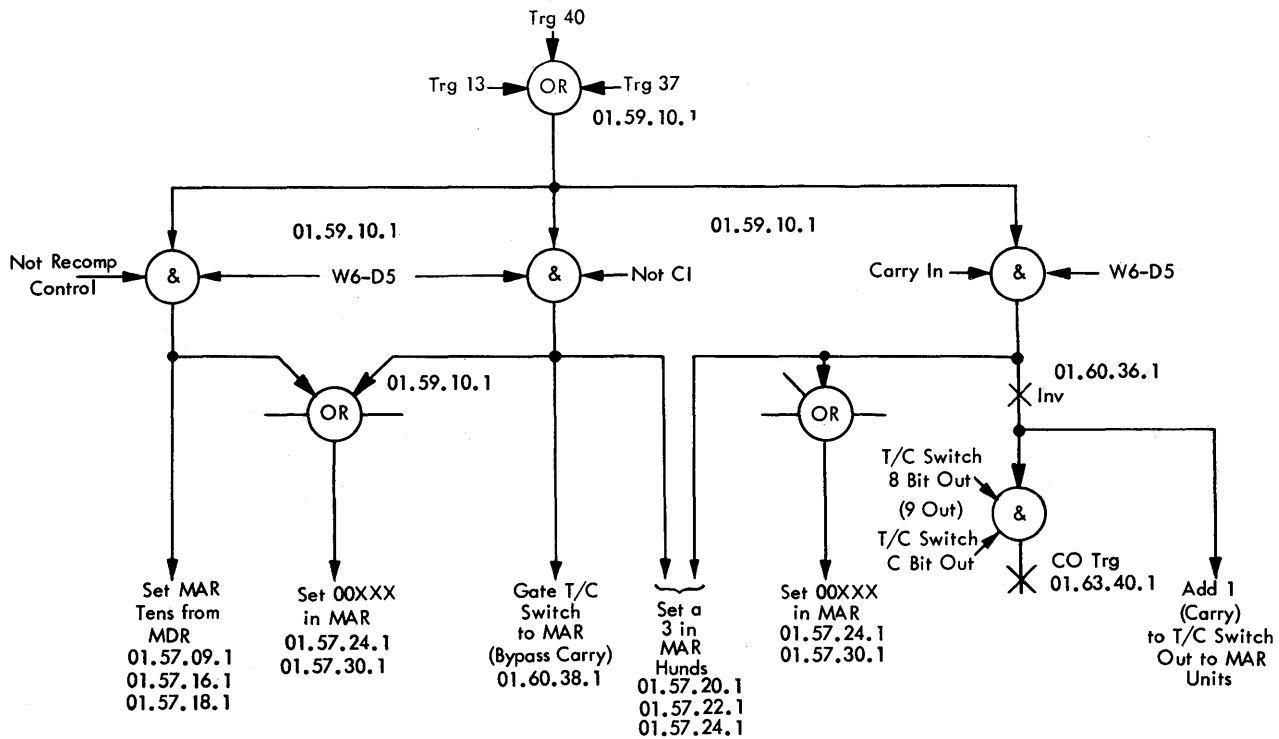 Trg 40
Trg 13
OR
Trg 37
01.59.10.1
01.59.10.1
01.59.10.1
Not Recomp
Control
&
W6-D5
&
Not CI
Carry In
&
W6-D5
01.59.10.1
OR
OR
01.60.36.1
Inv
T/C Switch
8 Bit Out
(9 Out)
T/C Switch
C Bit Out
&
CO Trg
01.63.40.1
Set MAR
Tens from
MDR
01.57.09.1
01.57.16.1
01.57.18.1
Set 00XXX
in MAR
01.57.24.1
01.57.30.1
Gate T/C
Switch
to MAR
(Bypass Carry)
01.60.38.1
Set a
3 in
MAR
Hunds
01.57.20.1
01.57.22.1
01.57.24.1
Set 00XXX
in MAR
01.57.24.1
01.57.30.1
Add 1
(Carry)
to T/C Switch
Out to MAR
Units